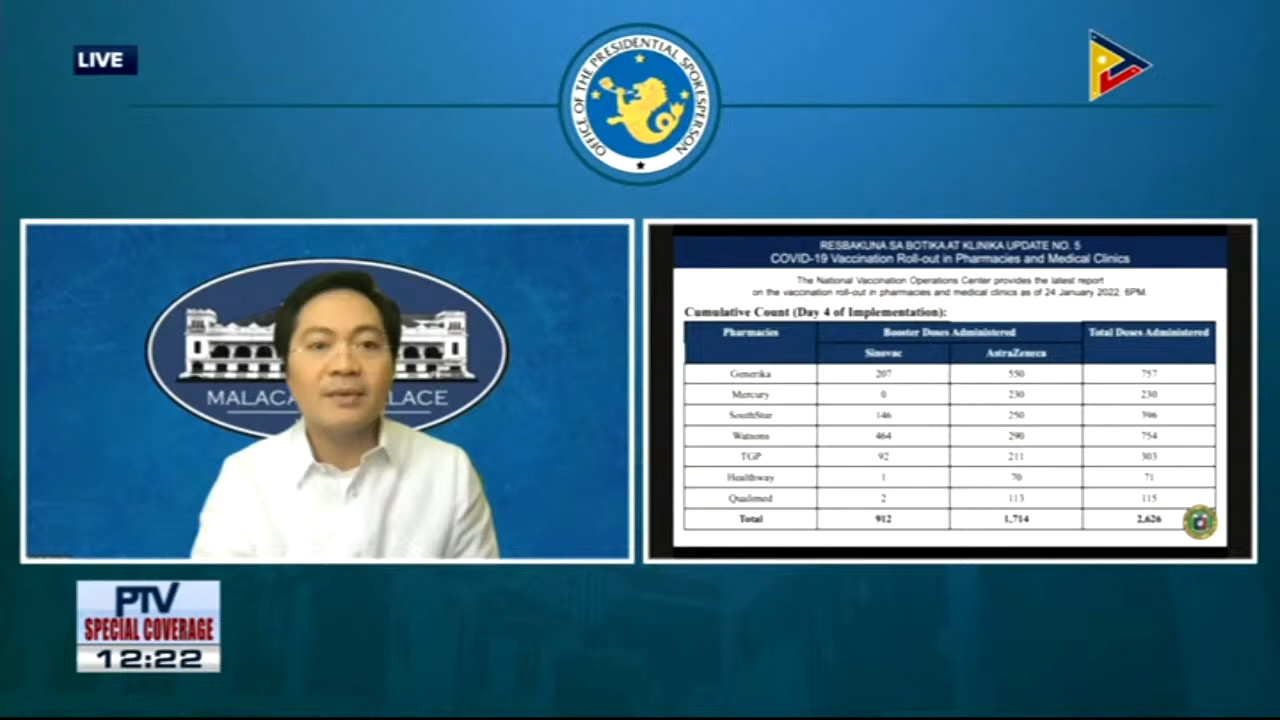 LIVE
OFFICE OF THE PRESIDENTIAL SPOKESPERSON
MALACA LACE
RESBAKUNA SA BOTIKA AT KLINIKA UPDATE NO. 5
COVID-19 Vaccination Roll-out in Pharmacies and Medical Clinics
The National Vaccination Operations Center provides the latest report
on the vaccination roll-out in pharmacies and medical clinics as of 24 January 2022, 6PM.
Cumulative Count (Day 4 of Implementation):
Pharmacies Booster Doses Administered Total Doses Administered
Sinovac AstraZeneca
Generika 207 550 757
Mercury 0 230 230
SouthStar 146 250 396
Watsons 464 290 754
TGP 92 211 303
Healthway 1 70 71
Qualimed 2 113 115
Total 912 1,714 2,626
PTV
SPECIAL COVERAGE
12:22